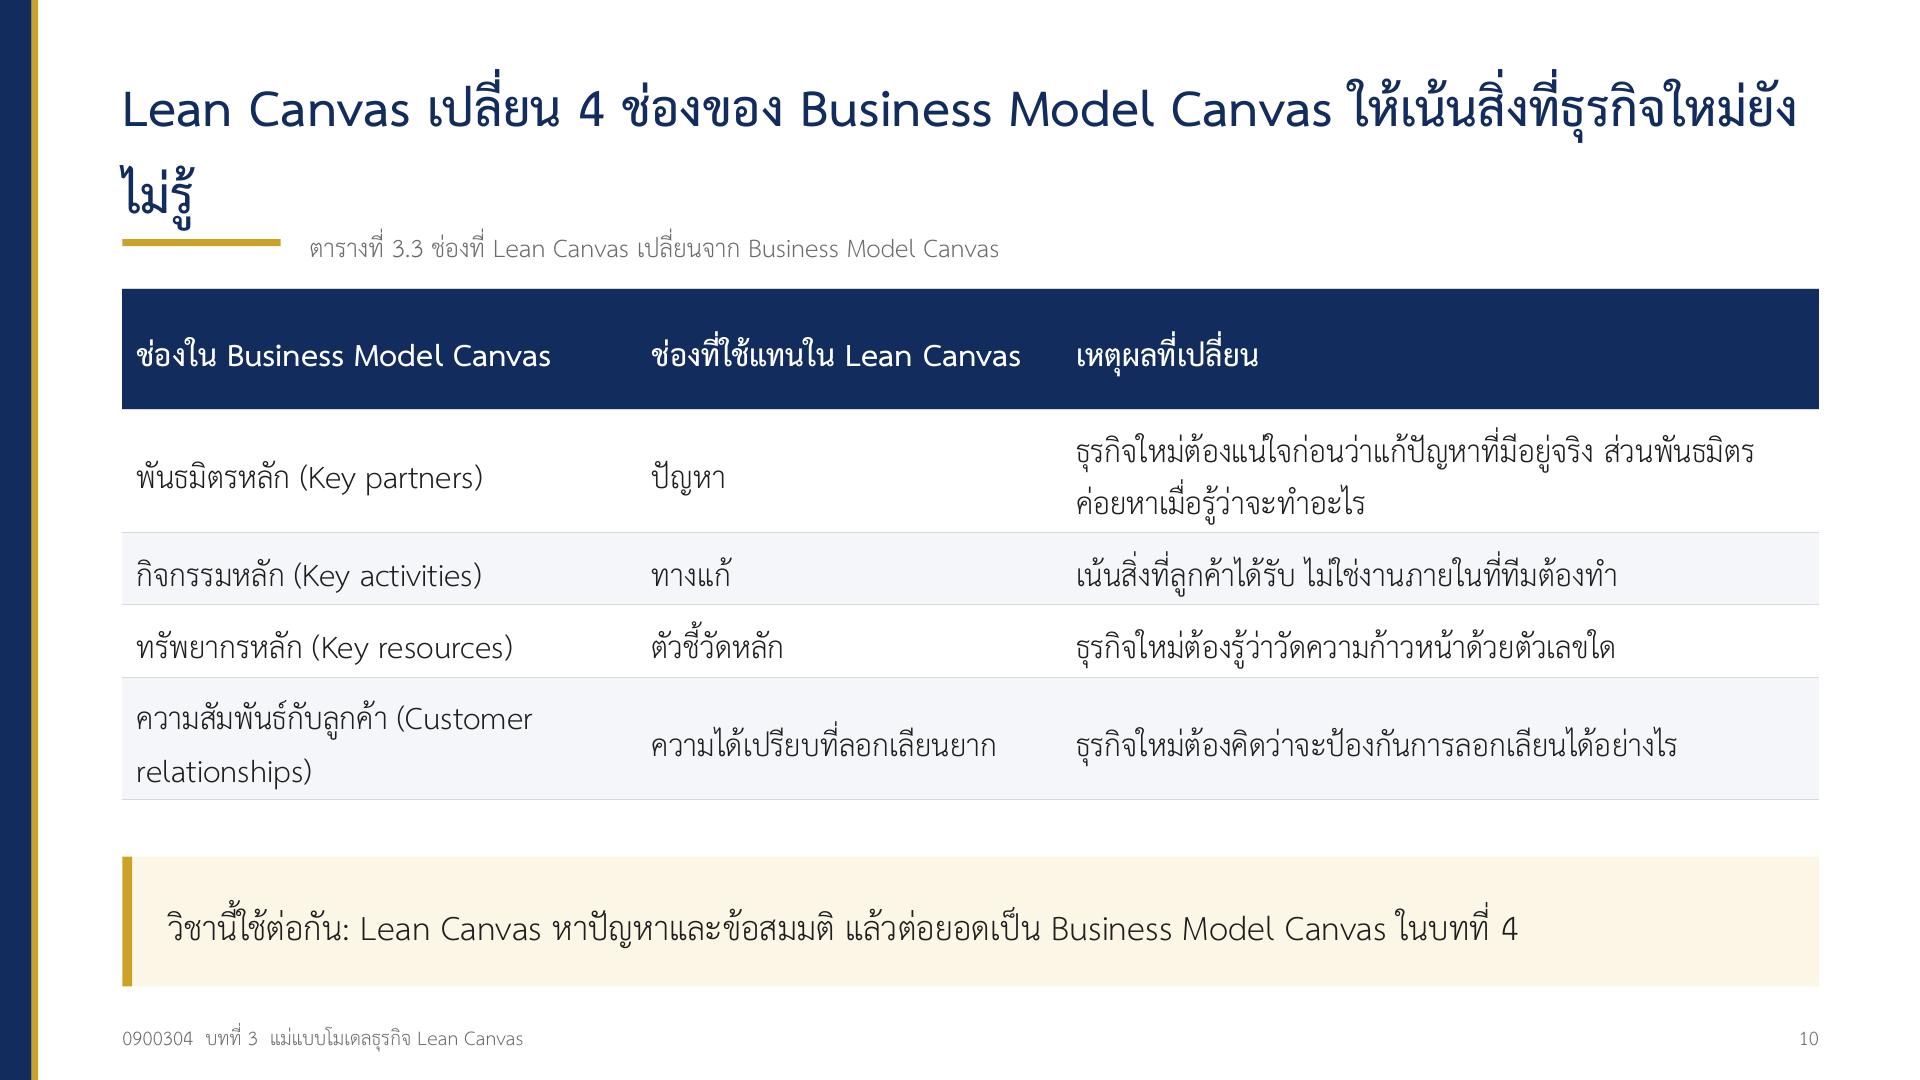 Lean Canvas เปลี่ยน 4 ช่องของ Business Model Canvas ให้เน้นสิ่งที่ธุรกิจใหม่ยัง
ไม่รู้
ตารางที่ 3.3 ช่องที่ Lean Canvas เปลี่ยนจาก Business Model Canvas
ช่องใน Business Model Canvas ช่องที่ใช้แทนใน Lean Canvas เหตุผลที่เปลี่ยน
พันธมิตรหลัก (Key partners) ปัญหา ธุรกิจใหม่ต้องแน่ใจก่อนว่าแก้ปัญหาที่มีอยู่จริง ส่วนพันธมิตร
ค่อยหาเมื่อรู้ว่าจะทำอะไร
กิจกรรมหลัก (Key activities) ทางแก้ เน้นสิ่งที่ลูกค้าได้รับ ไม่ใช่งานภายในที่ทีมต้องทำ
ทรัพยากรหลัก (Key resources) ตัวชี้วัดหลัก ธุรกิจใหม่ต้องรู้ว่าวัดความก้าวหน้าด้วยตัวเลขใด
ความสัมพันธ์กับลูกค้า (Customer
relationships) ความได้เปรียบที่ลอกเลียนยาก ธุรกิจใหม่ต้องคิดว่าจะป้องกันการลอกเลียนได้อย่างไร
วิชานี้ใช้ต่อกัน: Lean Canvas หาปัญหาและข้อสมมติ แล้วต่อยอดเป็น Business Model Canvas ในบทที่ 4
0900304 บทที่ 3 แม่แบบโมเดลธุรกิจ Lean Canvas 10